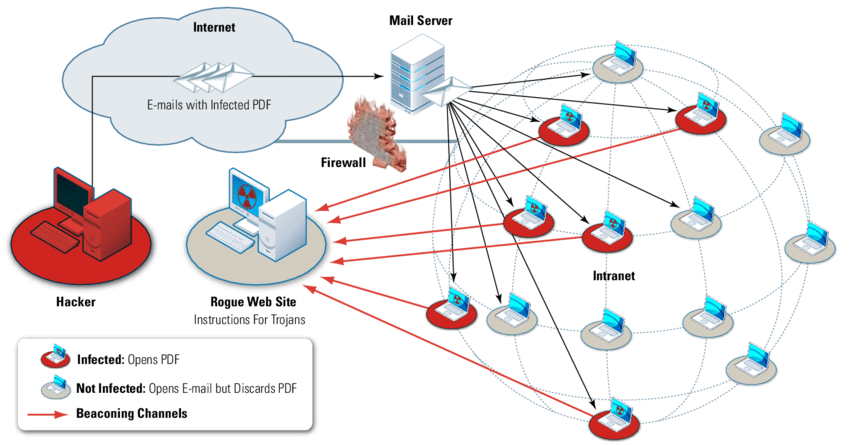 Internet
Mail Server
E-mails with Infected PDF
Firewall
Intranet
Hacker
Rogue Web Site
Instructions For Trojans
Infected: Opens PDF
Not Infected: Opens E-mail but Discards PDF
Beaconing Channels